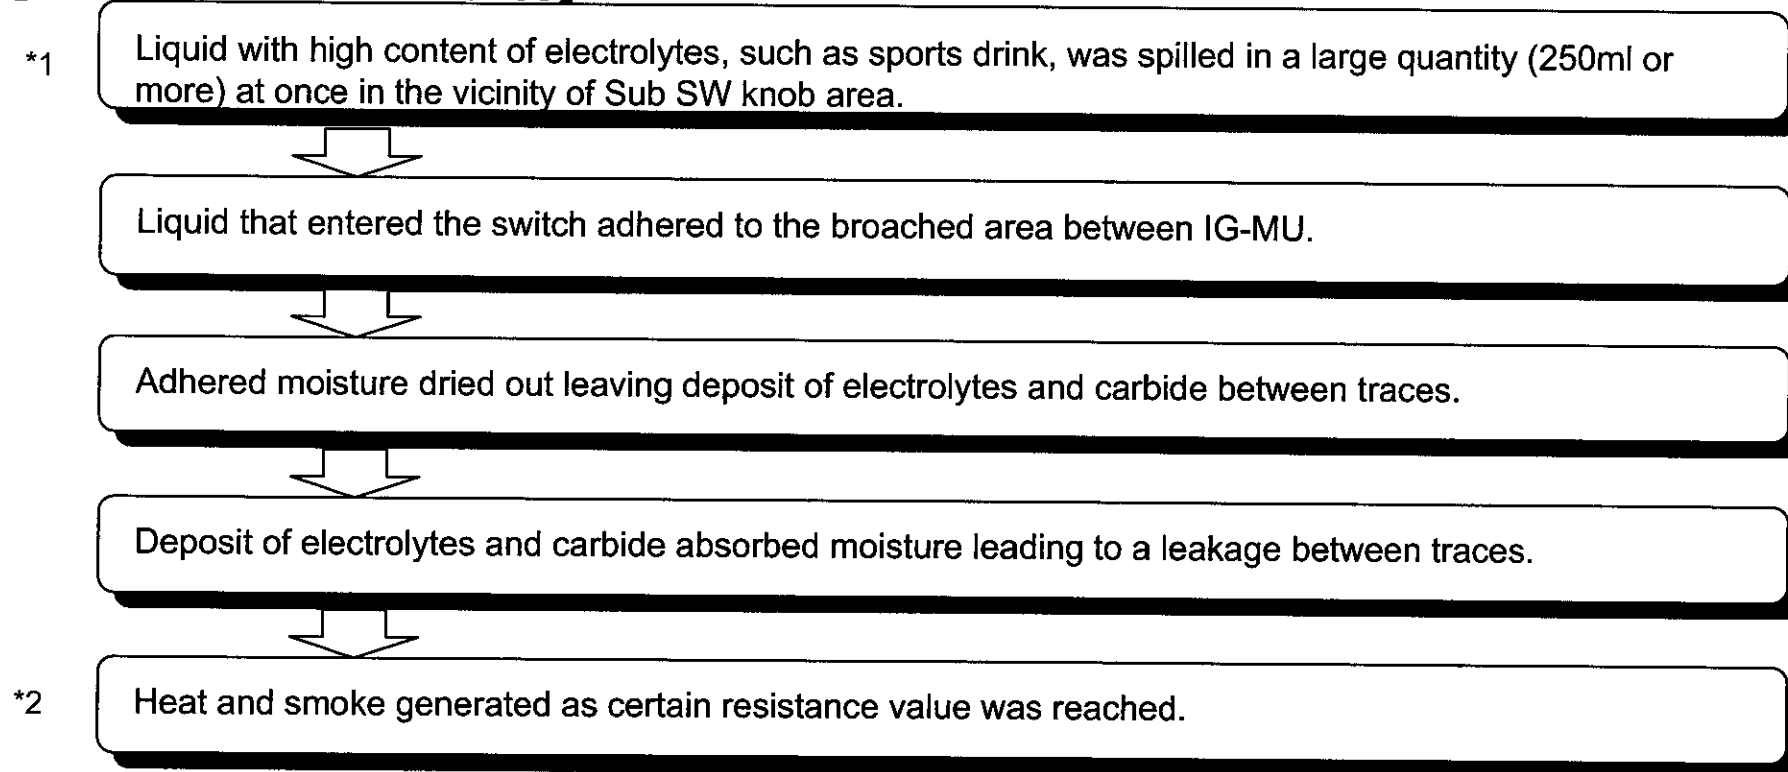 *1
Liquid with high content of electrolytes, such as sports drink, was spilled in a large quantity (250ml or
more) at once in the vicinity of Sub SW knob area.
Liquid that entered the switch adhered to the broached area between IG-MU.
Adhered moisture dried out leaving deposit of electrolytes and carbide between traces.
Deposit of electrolytes and carbide absorbed moisture leading to a leakage between traces.
*2
Heat and smoke generated as certain resistance value was reached.